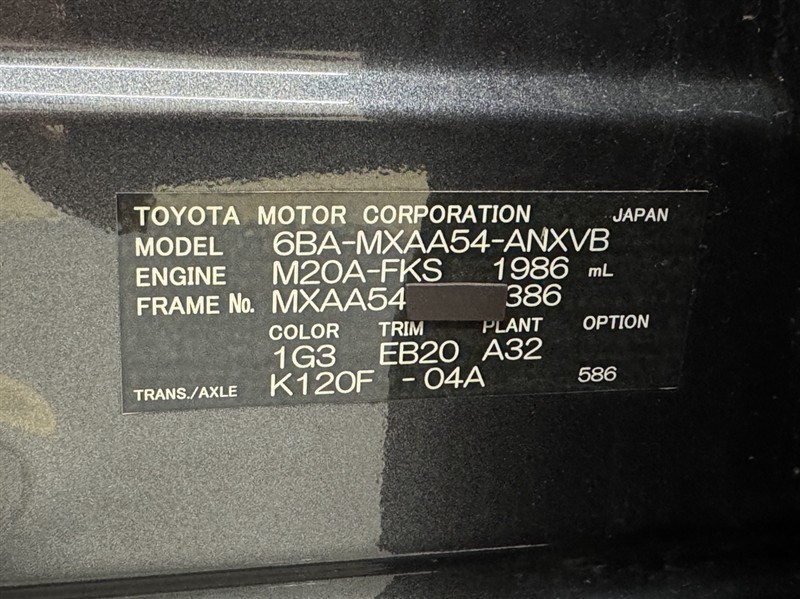 TOYOTA MOTOR CORPORATION JAPAN
MODEL 6BA-MXAA54-ANXVB
ENGINE M20A-FKS 1986 mL
FRAME No. MXAA54 386
COLOR TRIM PLANT OPTION
1G3 EB20 A32
TRANS./AXLE K120F -04A 586